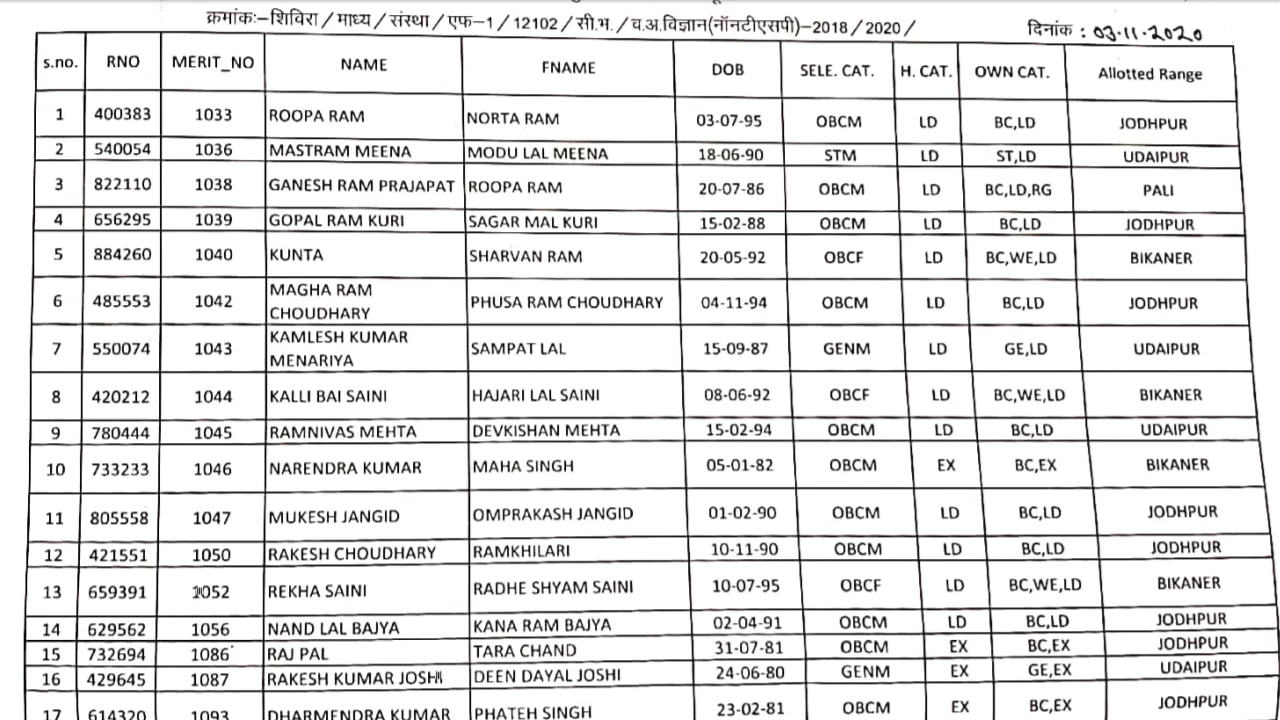 क्रमांक:–शिविरा / माध्य / संस्था / एफ–1 / 12102 / सी.भ. / व.अ.विज्ञान(नॉनटीएसपी)–2018 / 2020 /
दिनांक : 03.11.2020
s.no. RNO MERIT_NO NAME FNAME DOB SELE. CAT. H. CAT. OWN CAT. Allotted Range
1 400383 1033 ROOPA RAM NORTA RAM 03-07-95 OBCM LD BC,LD JODHPUR
2 540054 1036 MASTRAM MEENA MODU LAL MEENA 18-06-90 STM LD ST,LD UDAIPUR
3 822110 1038 GANESH RAM PRAJAPAT ROOPA RAM 20-07-86 OBCM LD BC,LD,RG PALI
4 656295 1039 GOPAL RAM KURI SAGAR MAL KURI 15-02-88 OBCM LD BC,LD JODHPUR
5 884260 1040 KUNTA SHARVAN RAM 20-05-92 OBCF LD BC,WE,LD BIKANER
6 485553 1042 MAGHA RAM CHOUDHARY PHUSA RAM CHOUDHARY 04-11-94 OBCM LD BC,LD JODHPUR
7 550074 1043 KAMLESH KUMAR MENARIYA SAMPAT LAL 15-09-87 GENM LD GE,LD UDAIPUR
8 420212 1044 KALLI BAI SAINI HAJARI LAL SAINI 08-06-92 OBCF LD BC,WE,LD BIKANER
9 780444 1045 RAMNIVAS MEHTA DEVKISHAN MEHTA 15-02-94 OBCM LD BC,LD UDAIPUR
10 733233 1046 NARENDRA KUMAR MAHA SINGH 05-01-82 OBCM EX BC,EX BIKANER
11 805558 1047 MUKESH JANGID OMPRAKASH JANGID 01-02-90 OBCM LD BC,LD JODHPUR
12 421551 1050 RAKESH CHOUDHARY RAMKHILARI 10-11-90 OBCM LD BC,LD JODHPUR
13 659391 1052 REKHA SAINI RADHE SHYAM SAINI 10-07-95 OBCF LD BC,WE,LD BIKANER
14 629562 1056 NAND LAL BAJYA KANA RAM BAJYA 02-04-91 OBCM LD BC,LD JODHPUR
15 732694 1086 RAJ PAL TARA CHAND 31-07-81 OBCM EX BC,EX JODHPUR
16 429645 1087 RAKESH KUMAR JOSHI DEEN DAYAL JOSHI 24-06-80 GENM EX GE,EX UDAIPUR
17 614320 1093 DHARMENDRA KUMAR PHATEH SINGH 23-02-81 OBCM EX BC,EX JODHPUR